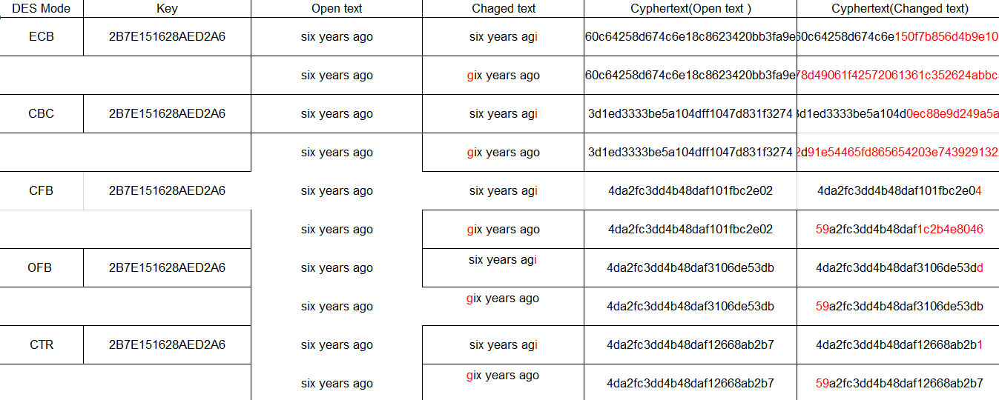 DES Mode Key Open text Chaged text Cyphertext(Open text ) Cyphertext(Changed text)
ECB 2B7E151628AED2A6 six years ago six years agi 60c64258d674c6e18c8623420bb3fa9e 60c64258d674c6e150f7b856d4b9e10
six years ago gix years ago 60c64258d674c6e18c8623420bb3fa9e 78d49061f42572061361c352624abbc
CBC 2B7E151628AED2A6 six years ago six years agi 3d1ed3333be5a104dff1047d831f3274 3d1ed3333be5a104d0ec88e9d249a5a
six years ago gix years ago 3d1ed3333be5a104dff1047d831f3274 2d91e54465fd865654203e743929132
CFB 2B7E151628AED2A6 six years ago six years agi 4da2fc3dd4b48daf101fbc2e02 4da2fc3dd4b48daf101fbc2e04
six years ago gix years ago 4da2fc3dd4b48daf101fbc2e02 59a2fc3dd4b48daf1c2b4e8046
OFB 2B7E151628AED2A6 six years ago six years agi 4da2fc3dd4b48daf3106de53db 4da2fc3dd4b48daf3106de53dd
six years ago gix years ago 4da2fc3dd4b48daf3106de53db 59a2fc3dd4b48daf3106de53db
CTR 2B7E151628AED2A6 six years ago six years agi 4da2fc3dd4b48daf12668ab2b7 4da2fc3dd4b48daf12668ab2b1
six years ago gix years ago 4da2fc3dd4b48daf12668ab2b7 59a2fc3dd4b48daf12668ab2b7